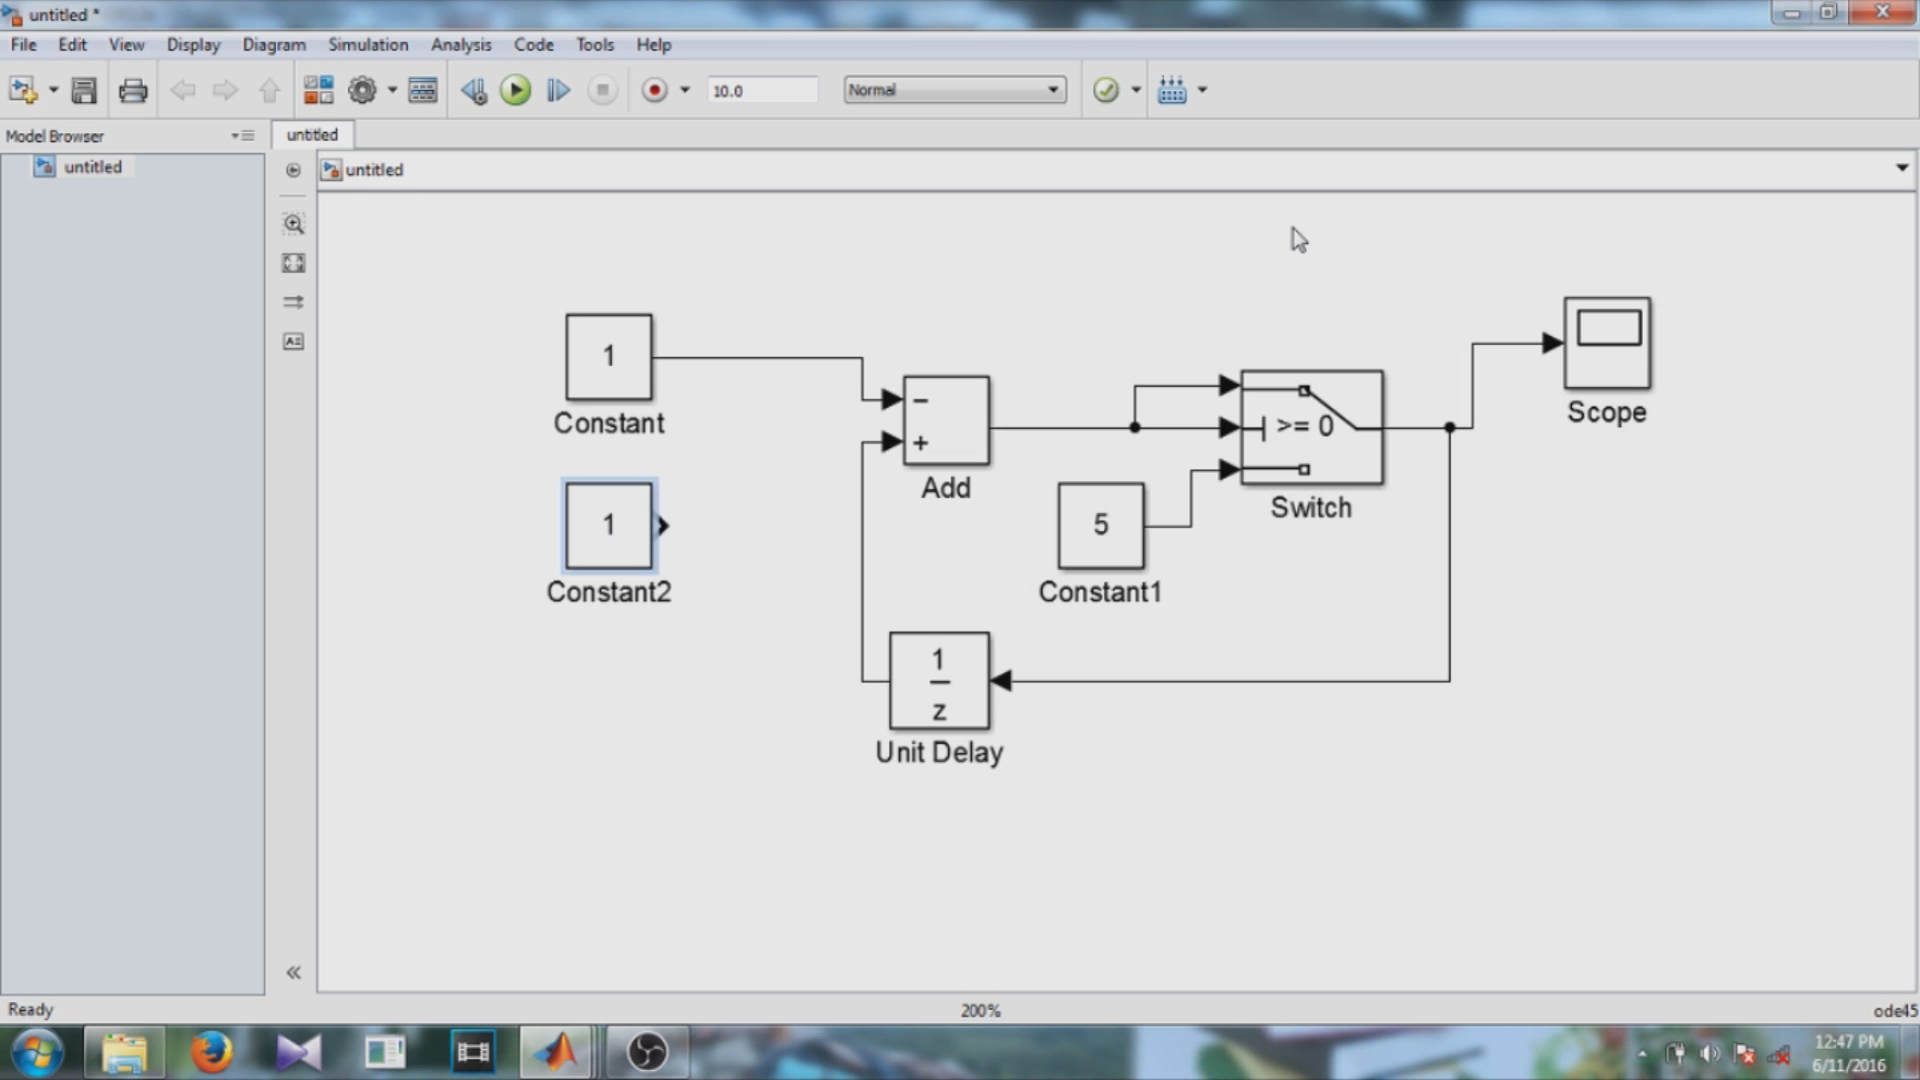 untitled *
File Edit View Display Diagram Simulation Analysis Code Tools Help
10.0 Normal
Model Browser
untitled
untitled
untitled
1
Constant
1
Constant2
−
+
Add
5
Constant1
>= 0
Switch
Scope
1
z
Unit Delay
Ready 200% ode45
12:47 PM
6/11/2016